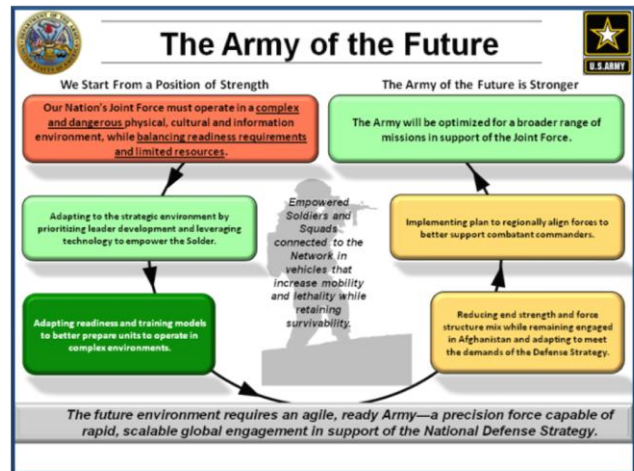 The Army of the Future
U.S.ARMY
We Start From a Position of Strength
The Army of the Future is Stronger
Our Nation's Joint Force must operate in a complex
and dangerous physical, cultural and information
environment, while balancing readiness requirements
and limited resources.
The Army will be optimized for a broader range of
missions in support of the Joint Force.
Adapting to the strategic environment by
prioritizing leader development and leveraging
technology to empower the Solder.
Empowered
Soldiers and
Squads
connected to the
Network in
vehicles that
increase mobility
and lethality while
retaining
survivability.
Implementing plan to regionally align forces to
better support combatant commanders.
Adapting readiness and training models
to better prepare units to operate in
complex environments.
Reducing end strength and force
structure mix while remaining engaged
in Afghanistan and adapting to meet
the demands of the Defense Strategy.
The future environment requires an agile, ready Army—a precision force capable of
rapid, scalable global engagement in support of the National Defense Strategy.